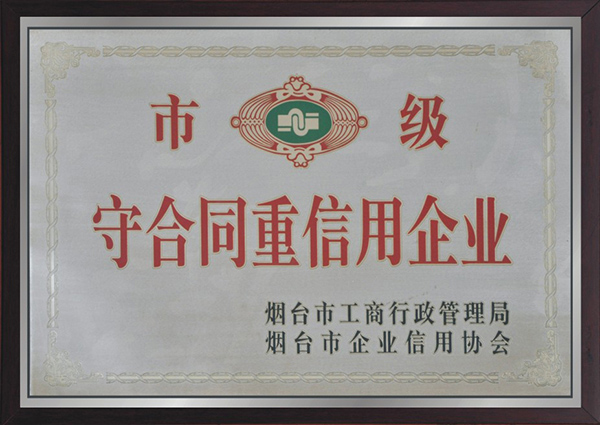 市 级
守合同重信用企业
烟台市工商行政管理局
烟台市企业信用协会